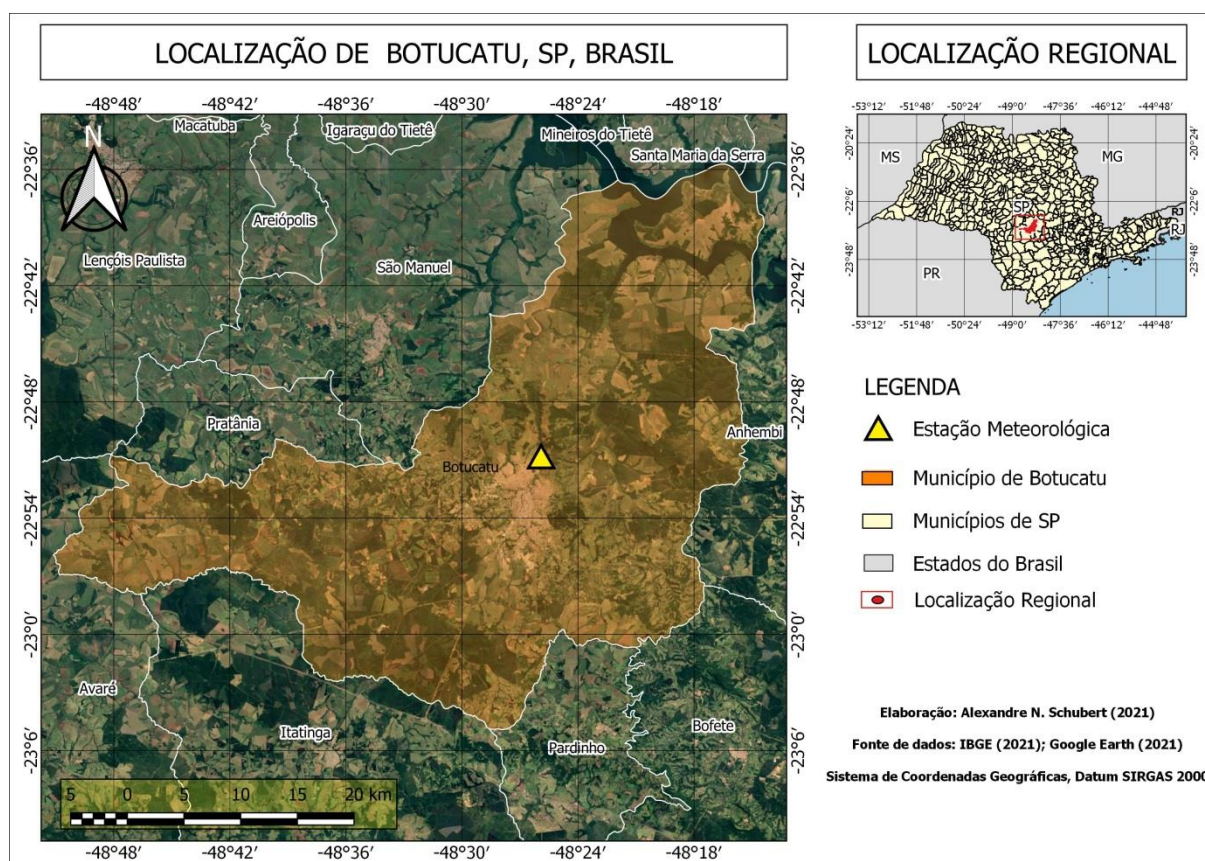 LOCALIZAÇÃO DE BOTUCATU, SP, BRASIL
-48°48′ -48°42′ -48°36′ -48°30′ -48°24′ -48°18′
N
Macatuba
Igaraçu do Tietê
Mineiros do Tietê
Santa Maria da Serra
-22°36′ -22°36′
Areiópolis
Lençóis Paulista
São Manuel
-22°42′ -22°42′
-22°48′ -22°48′
Pratânia
Anhembi
Botucatu
-22°54′ -22°54′
-23°0′ -23°0′
Avaré
Itatinga
Bofete
Pardinho
-23°6′ -23°6′
5 0 5 10 15 20 km
-48°48′ -48°42′ -48°36′ -48°30′ -48°24′ -48°18′
LOCALIZAÇÃO REGIONAL
-53°12′ -51°48′ -50°24′ -49°0′ -47°36′ -46°12′ -44°48′
-20°24′ -20°24′
MS
MG
-22°6′ -22°6′
SP
RJ
RJ
-23°48′ -23°48′
PR
-53°12′ -51°48′ -50°24′ -49°0′ -47°36′ -46°12′ -44°48′
LEGENDA
Estação Meteorológica
Município de Botucatu
Municípios de SP
Estados do Brasil
Localização Regional
Elaboração: Alexandre N. Schubert (2021)
Fonte de dados: IBGE (2021); Google Earth (2021)
Sistema de Coordenadas Geográficas, Datum SIRGAS 2000